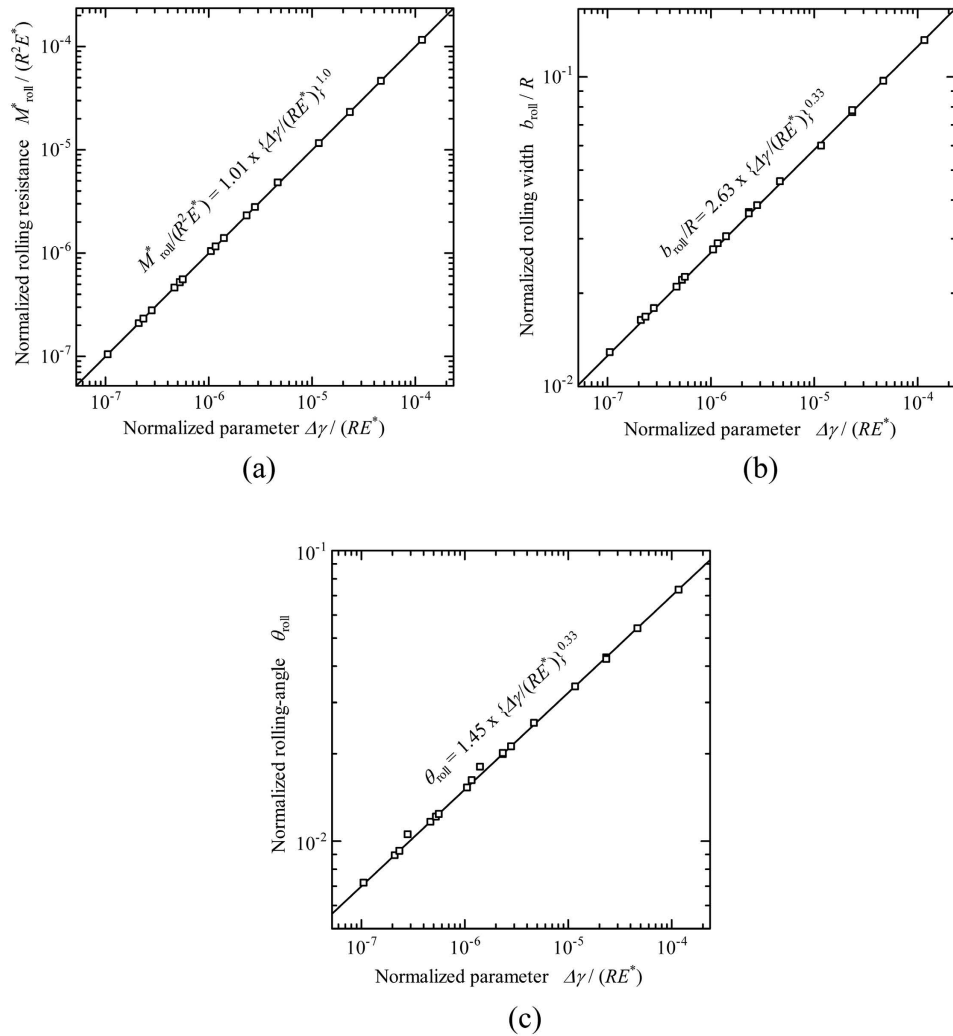 Normalized rolling resistance M*roll / (R²E*)
10⁻⁴
10⁻⁵
10⁻⁶
10⁻⁷
M*roll/(R²E*) = 1.01 x {Δγ/(RE*)}^1.0
10⁻⁷ 10⁻⁶ 10⁻⁵ 10⁻⁴
Normalized parameter Δγ / (RE*)
(a)
Normalized rolling width b_roll / R
10⁻¹
10⁻²
b_roll/R = 2.63 x {Δγ/(RE*)}^0.33
10⁻⁷ 10⁻⁶ 10⁻⁵ 10⁻⁴
Normalized parameter Δγ / (RE*)
(b)
Normalized rolling-angle θ_roll
10⁻¹
10⁻²
θ_roll = 1.45 x {Δγ/(RE*)}^0.33
10⁻⁷ 10⁻⁶ 10⁻⁵ 10⁻⁴
Normalized parameter Δγ / (RE*)
(c)